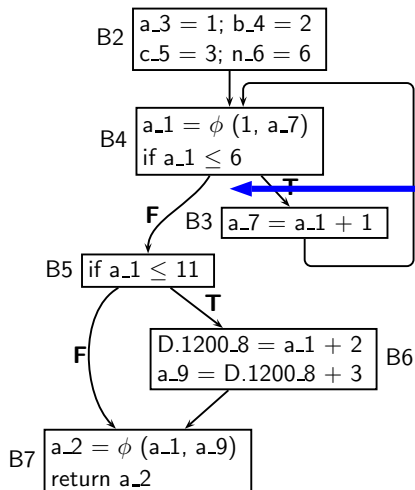 B2
a_3 = 1; b_4 = 2
c_5 = 3; n_6 = 6
B4
a_1 = ϕ (1, a_7)
if a_1 ≤ 6
T
F
B3
a_7 = a_1 + 1
B5
if a_1 ≤ 11
T
F
D.1200_8 = a_1 + 2
a_9 = D.1200_8 + 3
B6
B7
a_2 = ϕ (a_1, a_9)
return a_2